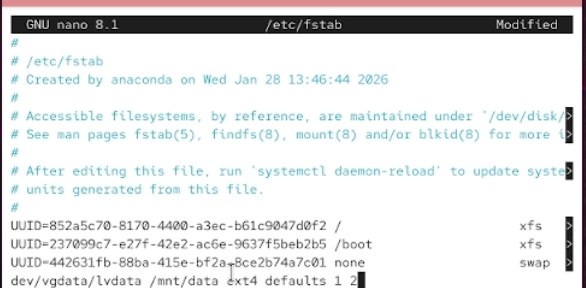 GNU nano 8.1 /etc/fstab Modified
#
# /etc/fstab
# Created by anaconda on Wed Jan 28 13:46:44 2026
#
# Accessible filesystems, by reference, are maintained under '/dev/disk/>
# See man pages fstab(5), findfs(8), mount(8) and/or blkid(8) for more i>
#
# After editing this file, run 'systemctl daemon-reload' to update syste>
# units generated from this file.
#
UUID=852a5c70-8170-4400-a3ec-b61c9047d0f2 / xfs >
UUID=237099c7-e27f-42e2-ac6e-9637f5beb2b5 /boot xfs >
UUID=442631fb-88ba-415e-bf2a-8ce2b74a7c01 none swap >
dev/vgdata/lvdata /mnt/data ext4 defaults 1 2